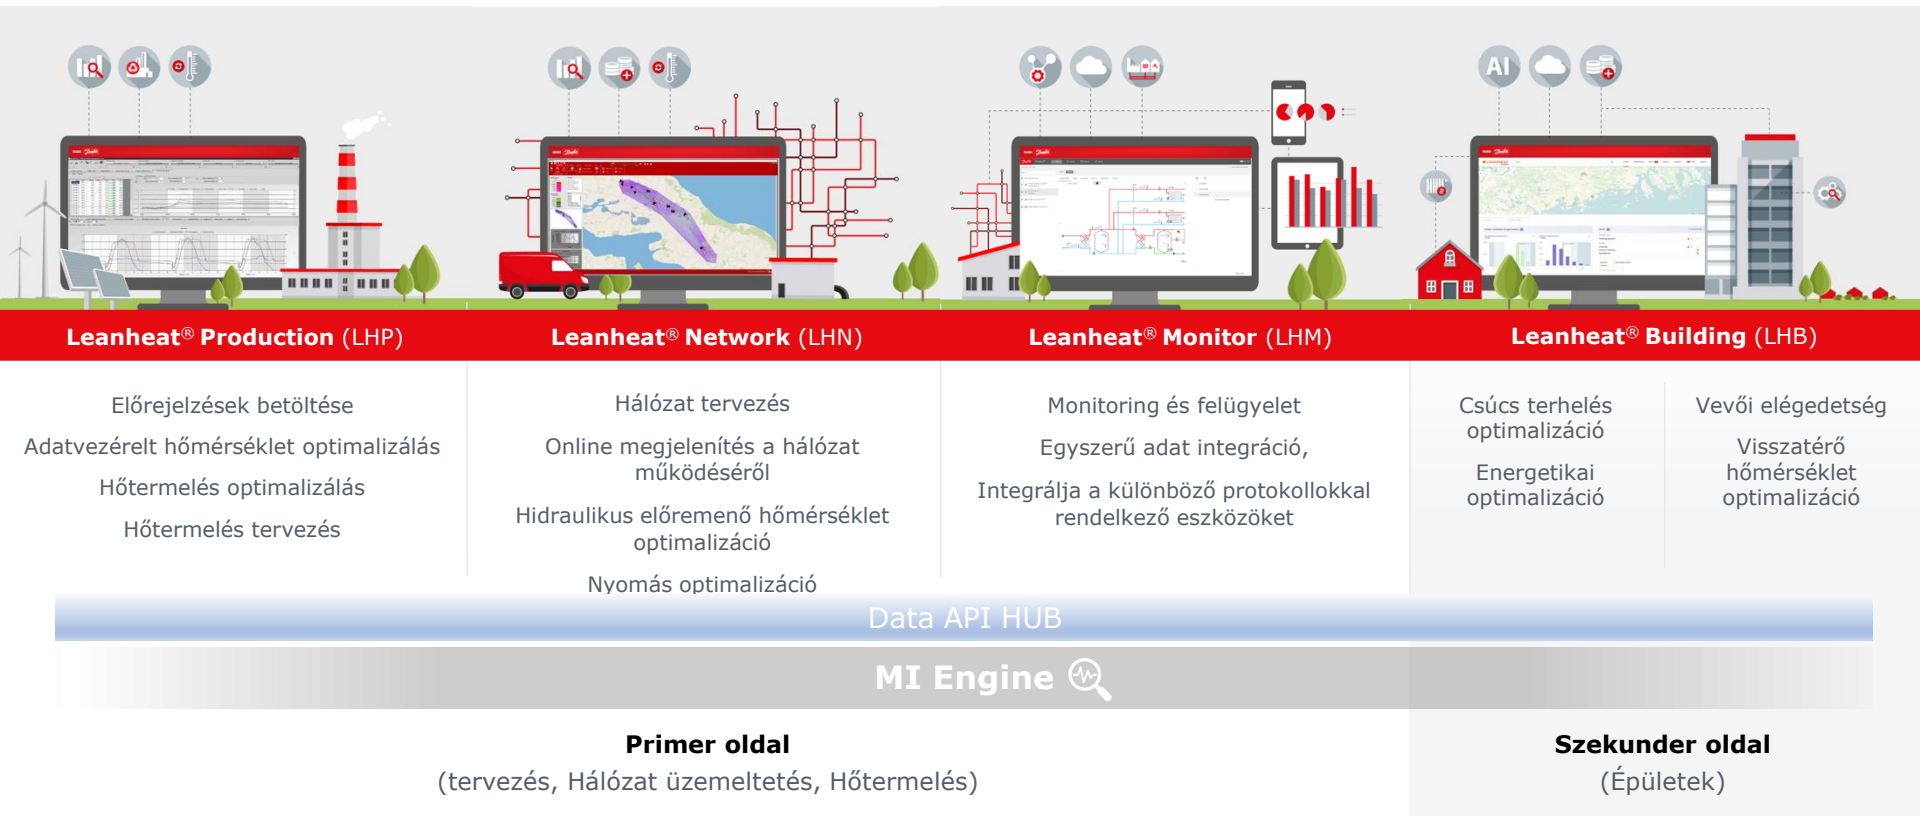 AI
Leanheat® Production (LHP)
Leanheat® Network (LHN)
Leanheat® Monitor (LHM)
Leanheat® Building (LHB)
Előrejelzések betöltése
Adatvezérelt hőmérséklet optimalizálás
Hőtermelés optimalizálás
Hőtermelés tervezés
Hálózat tervezés
Online megjelenítés a hálózat
működéséről
Hidraulikus előremenő hőmérséklet
optimalizáció
Nyomás optimalizáció
Monitoring és felügyelet
Egyszerű adat integráció,
Integrálja a különböző protokollokkal
rendelkező eszközöket
Csúcs terhelés
optimalizáció
Energetikai
optimalizáció
Vevői elégedetség
Visszatérő
hőmérséklet
optimalizáció
Data API HUB
MI Engine
Primer oldal
(tervezés, Hálózat üzemeltetés, Hőtermelés)
Szekunder oldal
(Épületek)